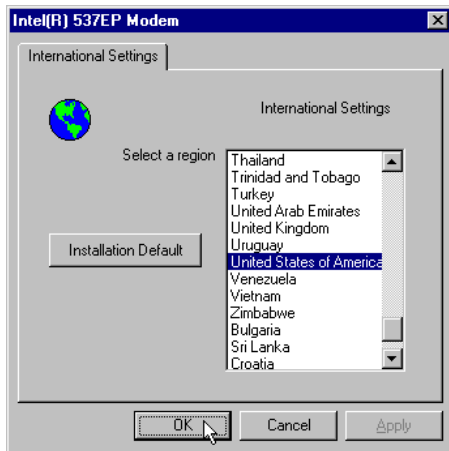 Intel(R) 537EP Modem
International Settings
International Settings
Select a region
Thailand
Trinidad and Tobago
Turkey
United Arab Emirates
United Kingdom
Uruguay
United States of America
Venezuela
Vietnam
Zimbabwe
Bulgaria
Sri Lanka
Croatia
Installation Default
OK
Cancel
Apply